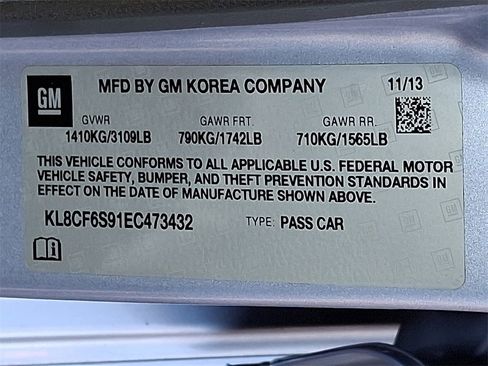 GM MFD BY GM KOREA COMPANY 11/13
GVWR GAWR FRT. GAWR RR.
1410KG/3109LB 790KG/1742LB 710KG/1565LB
THIS VEHICLE CONFORMS TO ALL APPLICABLE U.S. FEDERAL MOTOR
VEHICLE SAFETY, BUMPER, AND THEFT PREVENTION STANDARDS IN
EFFECT ON THE DATE OF MANUFACTURE SHOWN ABOVE.
KL8CF6S91EC473432 TYPE: PASS CAR